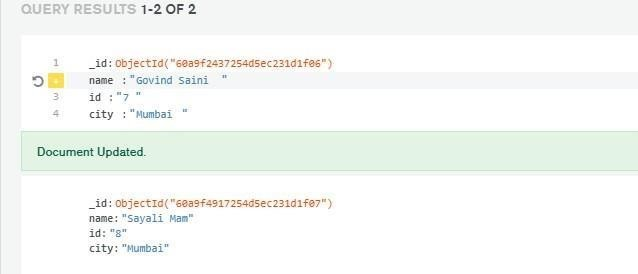 QUERY RESULTS 1-2 OF 2
1 _id: ObjectId("60a9f2437254d5ec231d1f06")
+ name : "Govind Saini  "
3 id : "7 "
4 city : "Mumbai  "
Document Updated.
_id: ObjectId("60a9f4917254d5ec231d1f07")
name: "Sayali Mam"
id: "8"
city: "Mumbai"